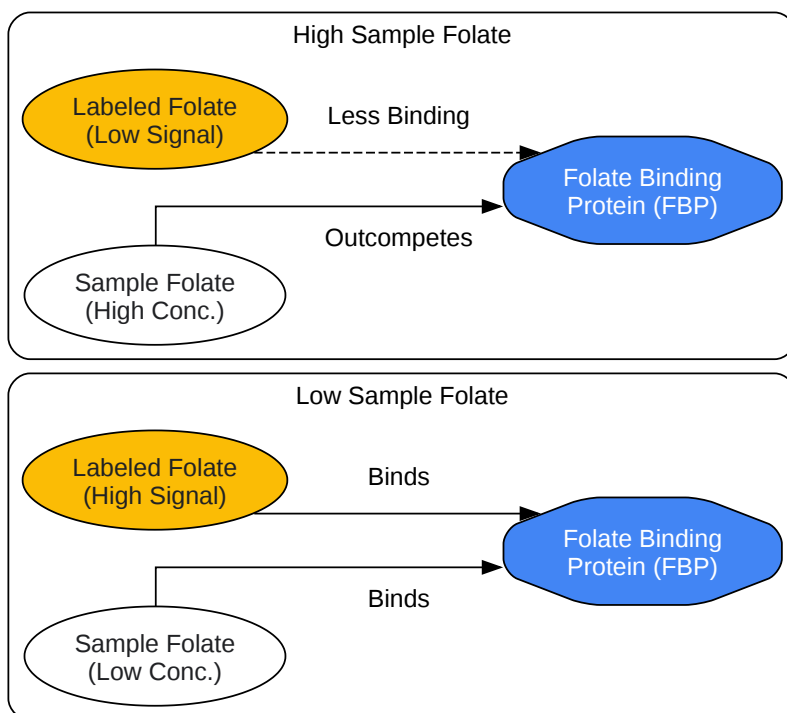 High Sample Folate
Labeled Folate
(Low Signal)
Less Binding
Folate Binding
Protein (FBP)
Outcompetes
Sample Folate
(High Conc.)
Low Sample Folate
Labeled Folate
(High Signal)
Binds
Folate Binding
Protein (FBP)
Binds
Sample Folate
(Low Conc.)